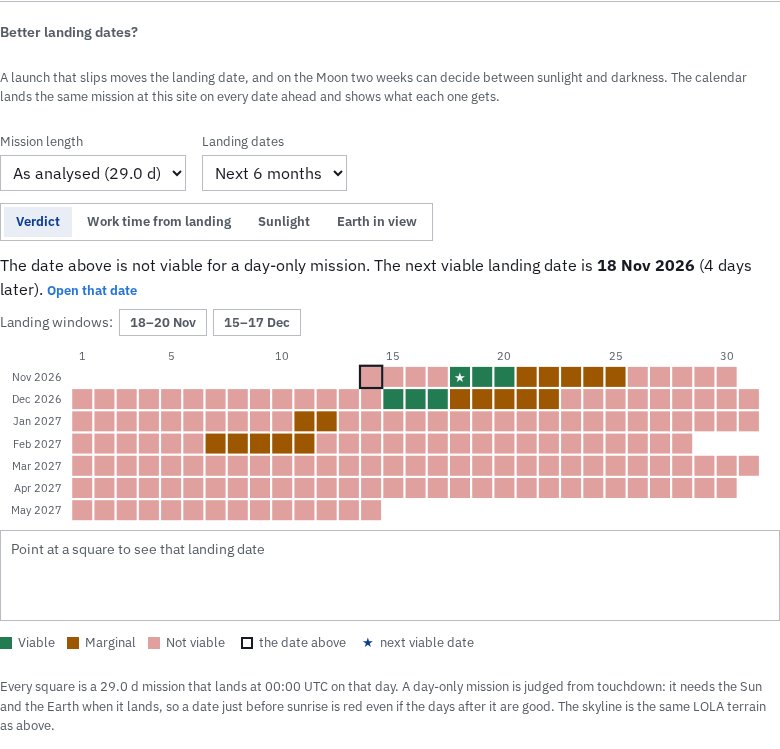 Better landing dates?
A launch that slips moves the landing date, and on the Moon two weeks can decide between sunlight and darkness. The calendar
lands the same mission at this site on every date ahead and shows what each one gets.
Mission length
Landing dates
As analysed (29.0 d)
Next 6 months
Verdict
Work time from landing
Sunlight
Earth in view
The date above is not viable for a day-only mission. The next viable landing date is 18 Nov 2026 (4 days
later). Open that date
Landing windows: 18–20 Nov 15–17 Dec
1 5 10 15 20 25 30
Nov 2026
Dec 2026
Jan 2027
Feb 2027
Mar 2027
Apr 2027
May 2027
Point at a square to see that landing date
Viable
Marginal
Not viable
the date above
★ next viable date
Every square is a 29.0 d mission that lands at 00:00 UTC on that day. A day-only mission is judged from touchdown: it needs the Sun
and the Earth when it lands, so a date just before sunrise is red even if the days after it are good. The skyline is the same LOLA terrain
as above.